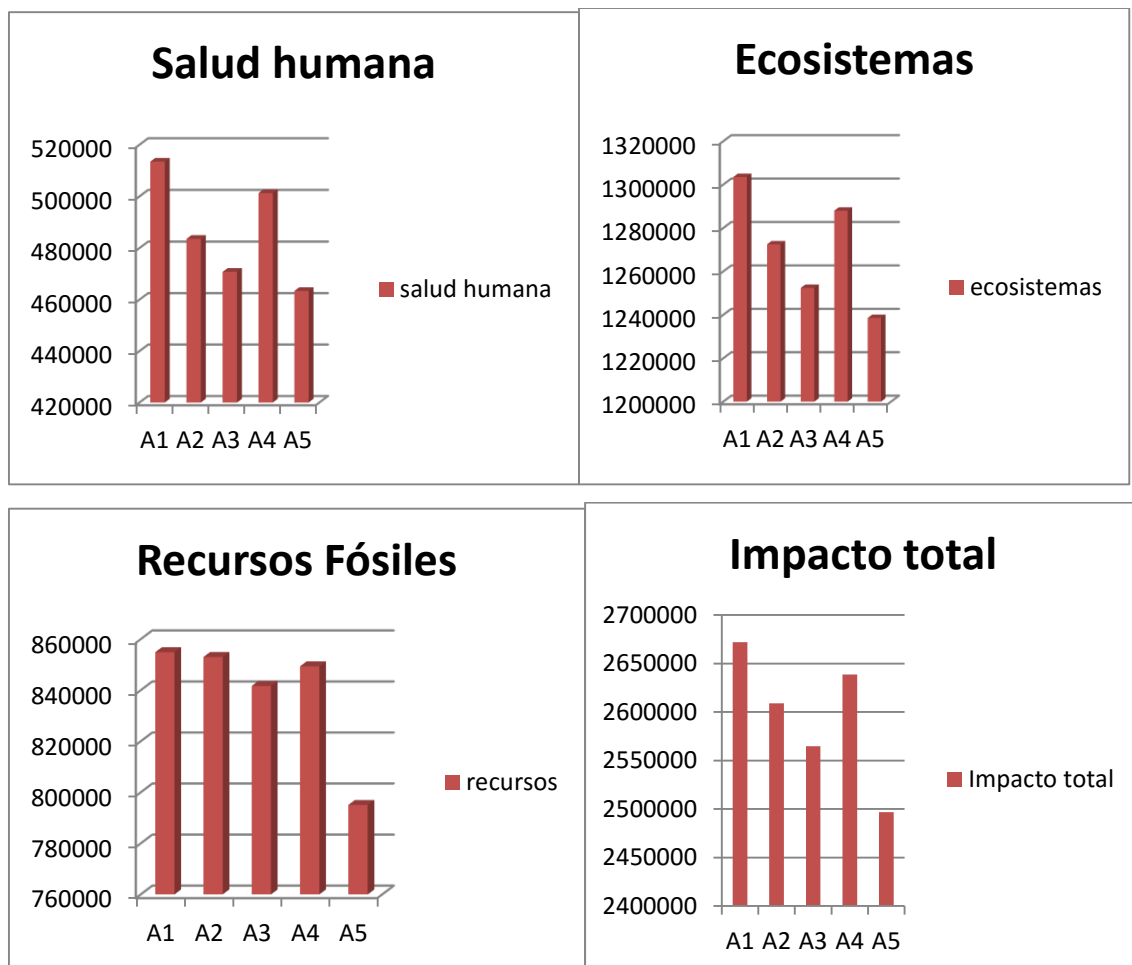 Salud humana
520000
500000
480000
460000
440000
420000
A1 A2 A3 A4 A5
salud humana
Ecosistemas
1320000
1300000
1280000
1260000
1240000
1220000
1200000
A1 A2 A3 A4 A5
ecosistemas
Recursos Fósiles
860000
840000
820000
800000
780000
760000
A1 A2 A3 A4 A5
recursos
Impacto total
2700000
2650000
2600000
2550000
2500000
2450000
2400000
A1 A2 A3 A4 A5
Impacto total